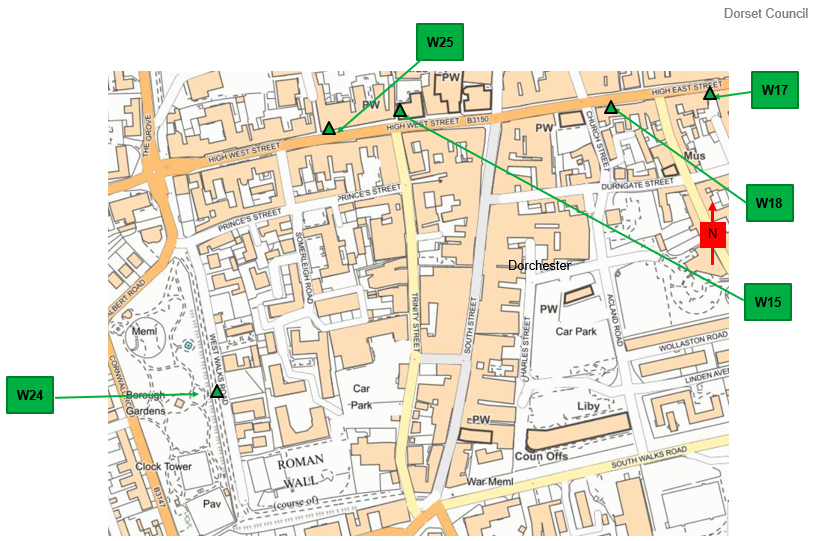 Dorset Council
W25
PW
W17
HIGH EAST STREET
PW
HIGH WEST STREET
B3150
PW
CHURCH STREET
THE GROVE
HIGH WEST STREET
Mus
DURNGATE STREET
PRINCE'S STREET
W18
PRINCE'S STREET
N
SOMERLEIGH ROAD
Dorchester
ALBERT ROAD
TRINITY STREET
SOUTH STREET
PW
ACLAND ROAD
W15
Meml
Car Park
WEST WALKS ROAD
CHARLES STREET
WOLLASTON ROAD
CORNWALL
LINDEN AVEN
W24
Borough
Gardens
Car
Park
Liby
PW
Coun Offs
SOUTH WALKS ROAD
ROMAN
WALL
(course of)
Clock Tower
B3147
War Meml
Pav